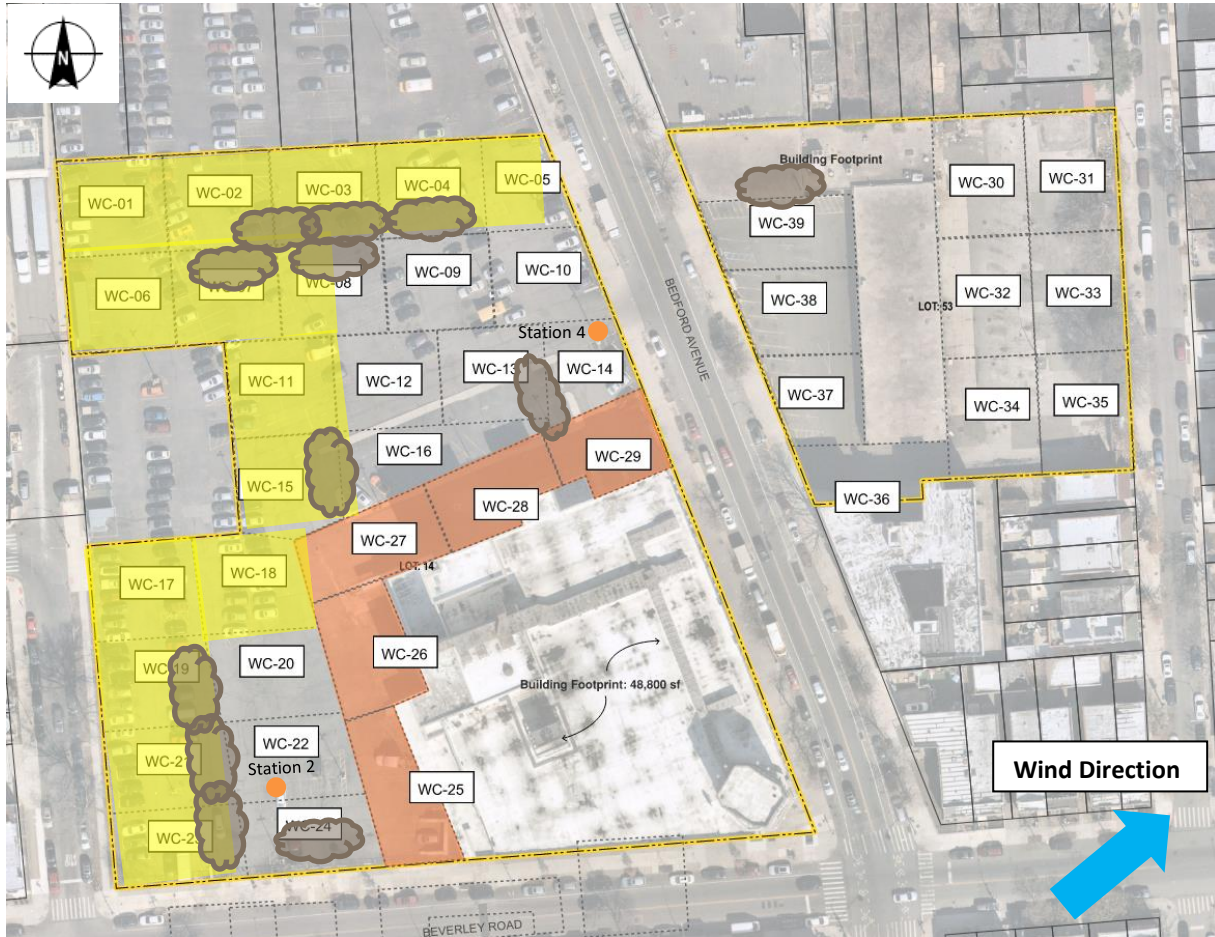 N
WC-01
WC-02
WC-03
WC-04
WC-05
Building Footprint
WC-30
WC-31
WC-39
WC-06
WC-08
WC-09
WC-10
WC-38
WC-32
WC-33
LOT: 53
BEDFORD AVENUE
Station 4
WC-11
WC-12
WC-13
WC-14
WC-37
WC-34
WC-35
WC-15
WC-16
WC-29
WC-28
WC-36
WC-27
LOT: 14
WC-17
WC-18
WC-26
WC-19
WC-20
Building Footprint: 48,800 sf
WC-22
Station 2
WC-25
WC-24
Wind Direction
BEVERLEY ROAD